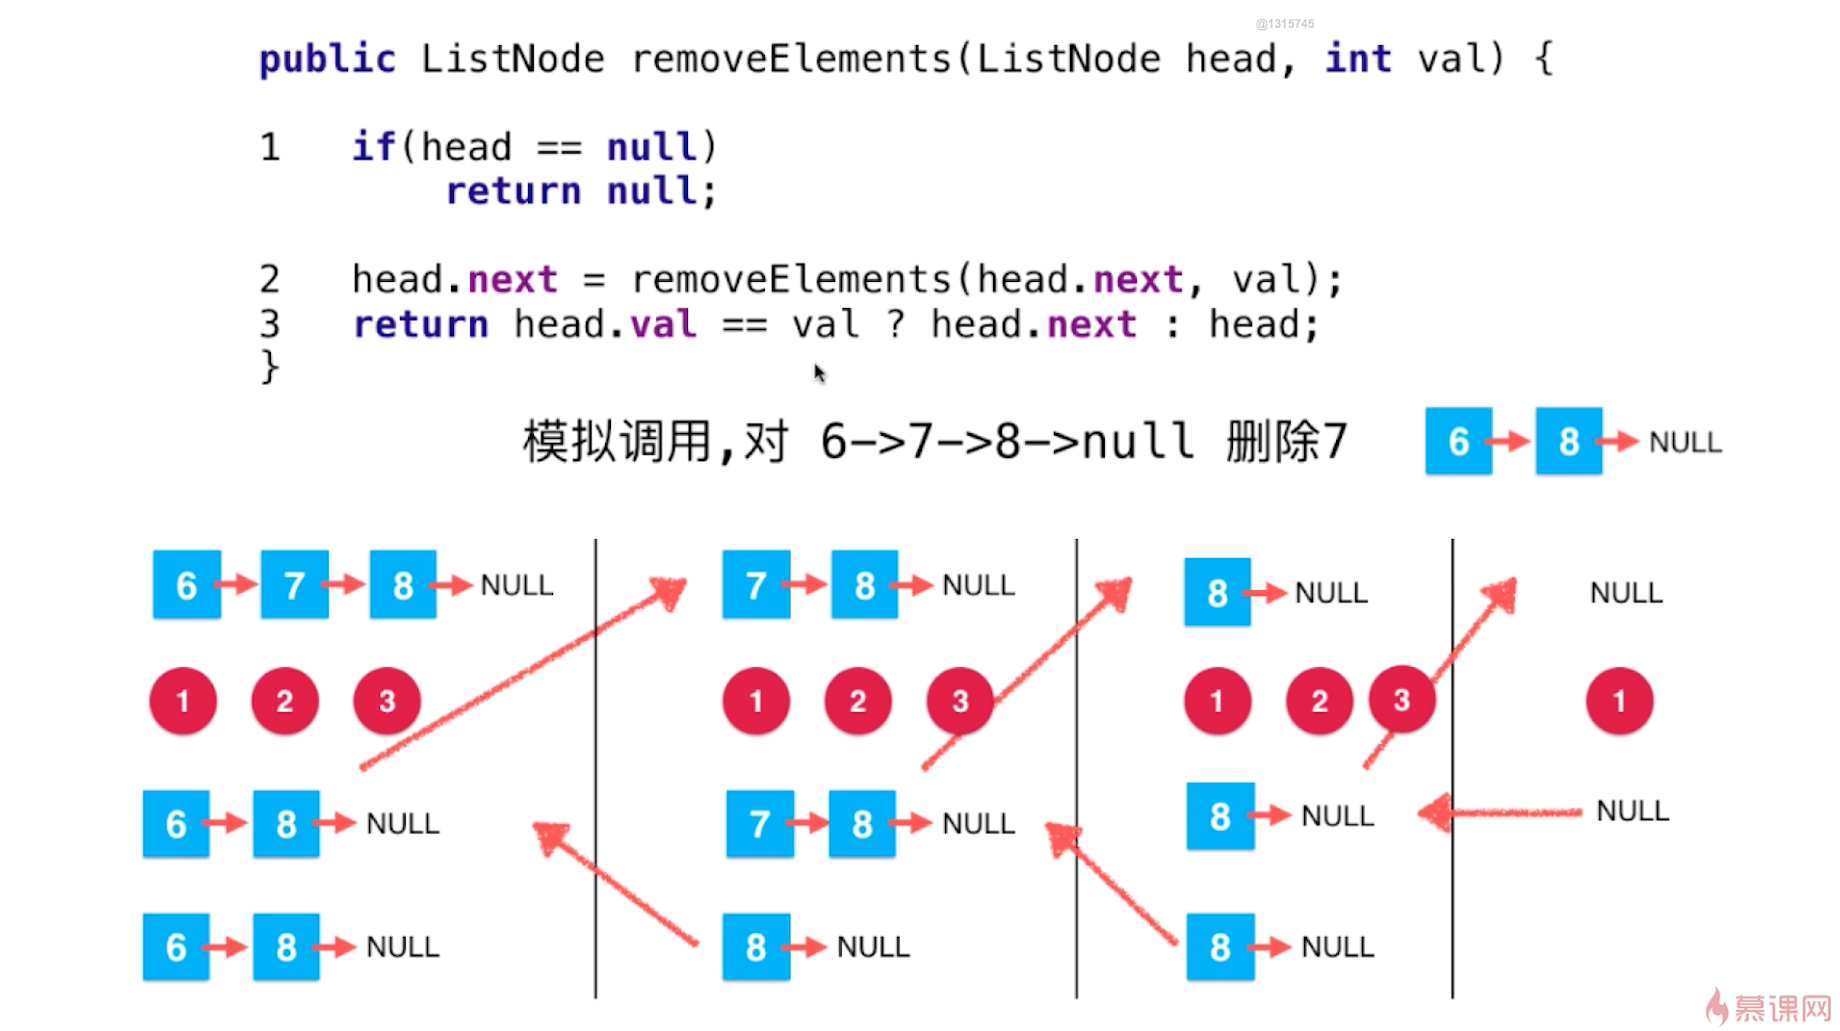 @1315745
public ListNode removeElements(ListNode head, int val) {
1 if(head == null)
return null;
2 head.next = removeElements(head.next, val);
3 return head.val == val ? head.next : head;
}
模拟调用,对 6->7->8->null 删除7
6 8 NULL
6 7 8 NULL
7 8 NULL
8 NULL
NULL
1 2 3
1 2 3
1 2 3
1
6 8 NULL
7 8 NULL
8 NULL
NULL
6 8 NULL
8 NULL
8 NULL
慕课网